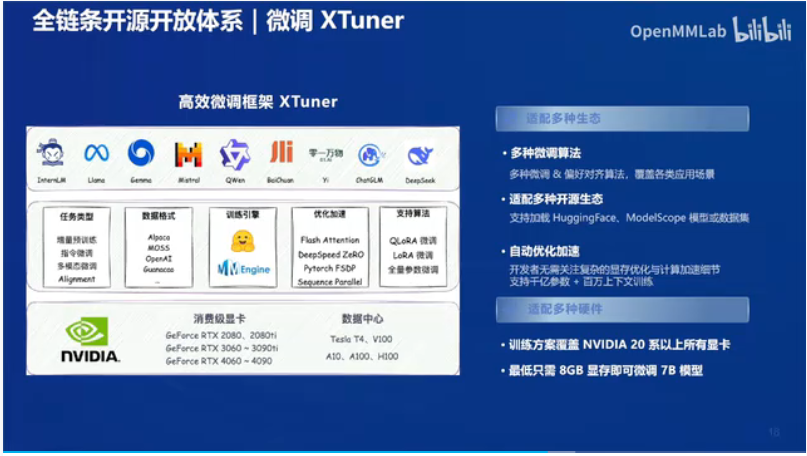 全链条开源开放体系 | 微调 XTuner
OpenMMLab bilibili
高效微调框架 XTuner
InternLM Llama Gemma Mistral QWen BaiChuan Yi ChatGLM DeepSeek
零一万物
任务类型
增量预训练
指令微调
多模态微调
Alignment
数据格式
Alpaca
MOSS
OpenAI
Guanacao
...
训练引擎
MMEngine
优化加速
Flash Attention
DeepSpeed ZeRO
Pytorch FSDP
Sequence Parallel
支持算法
QLoRA 微调
LoRA 微调
全量参数微调
NVIDIA.
消费级显卡
GeForce RTX 2080、2080ti
GeForce RTX 3060 ~ 3090ti
GeForce RTX 4060 ~ 4090
数据中心
Tesla T4、V100
A10、A100、H100
适配多种生态
• 多种微调算法
多种微调 & 偏好对齐算法，覆盖各类应用场景
• 适配多种开源生态
支持加载 HuggingFace、ModelScope 模型或数据集
• 自动优化加速
开发者无需关注复杂的显存优化与计算加速细节
支持千亿参数 + 百万上下文训练
适配多种硬件
• 训练方案覆盖 NVIDIA 20 系以上所有显卡
• 最低只需 8GB 显存即可微调 7B 模型